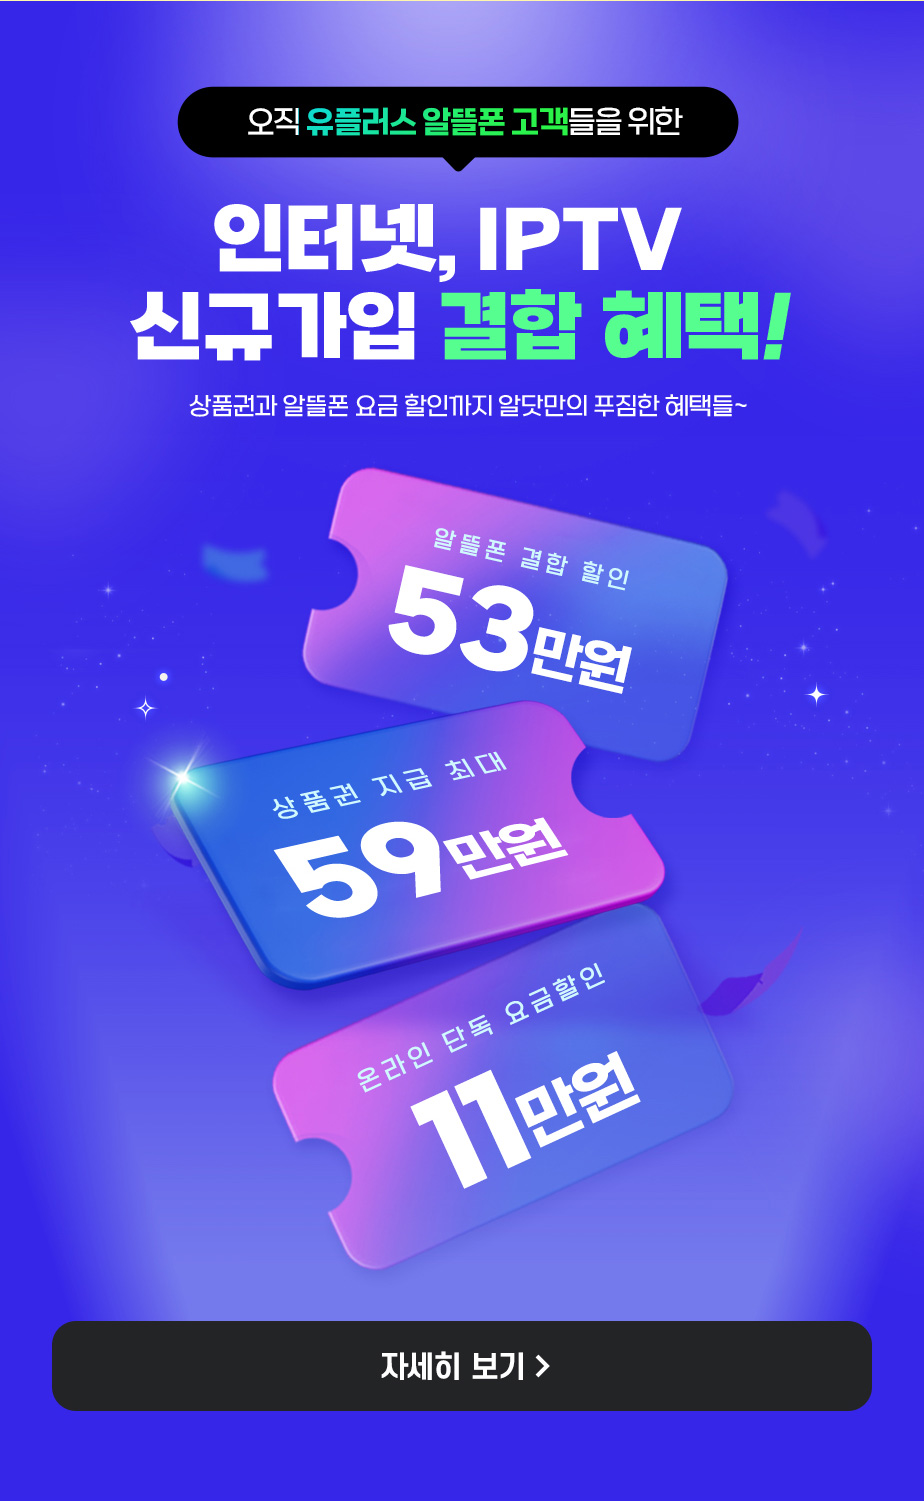 오직 유플러스 알뜰폰 고객들을 위한
인터넷, IPTV
신규가입 결합 혜택!
상품권과 알뜰폰 요금 할인까지 알닷만의 푸짐한 혜택들~
알뜰폰 결합 할인
53만원
상품권 지급 최대
59만원
온라인 단독 요금할인
11만원
자세히 보기 >